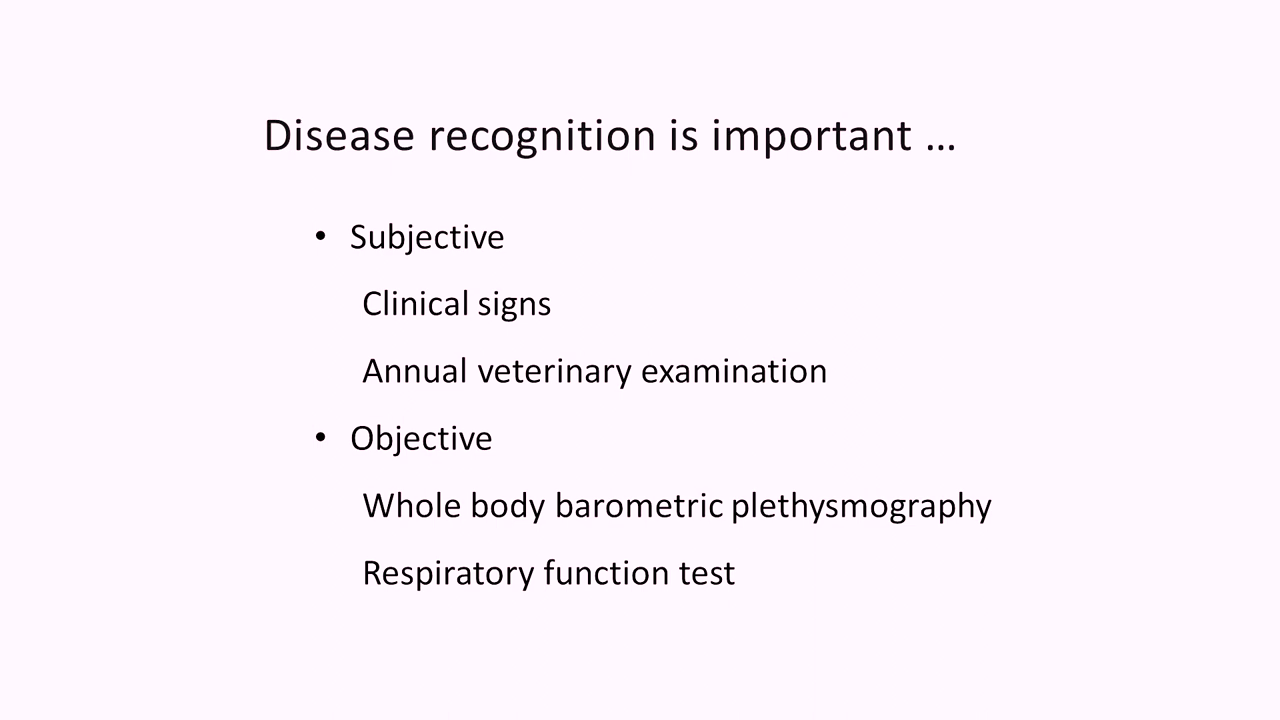 Disease recognition is important …
• Subjective
Clinical signs
Annual veterinary examination
• Objective
Whole body barometric plethysmography
Respiratory function test